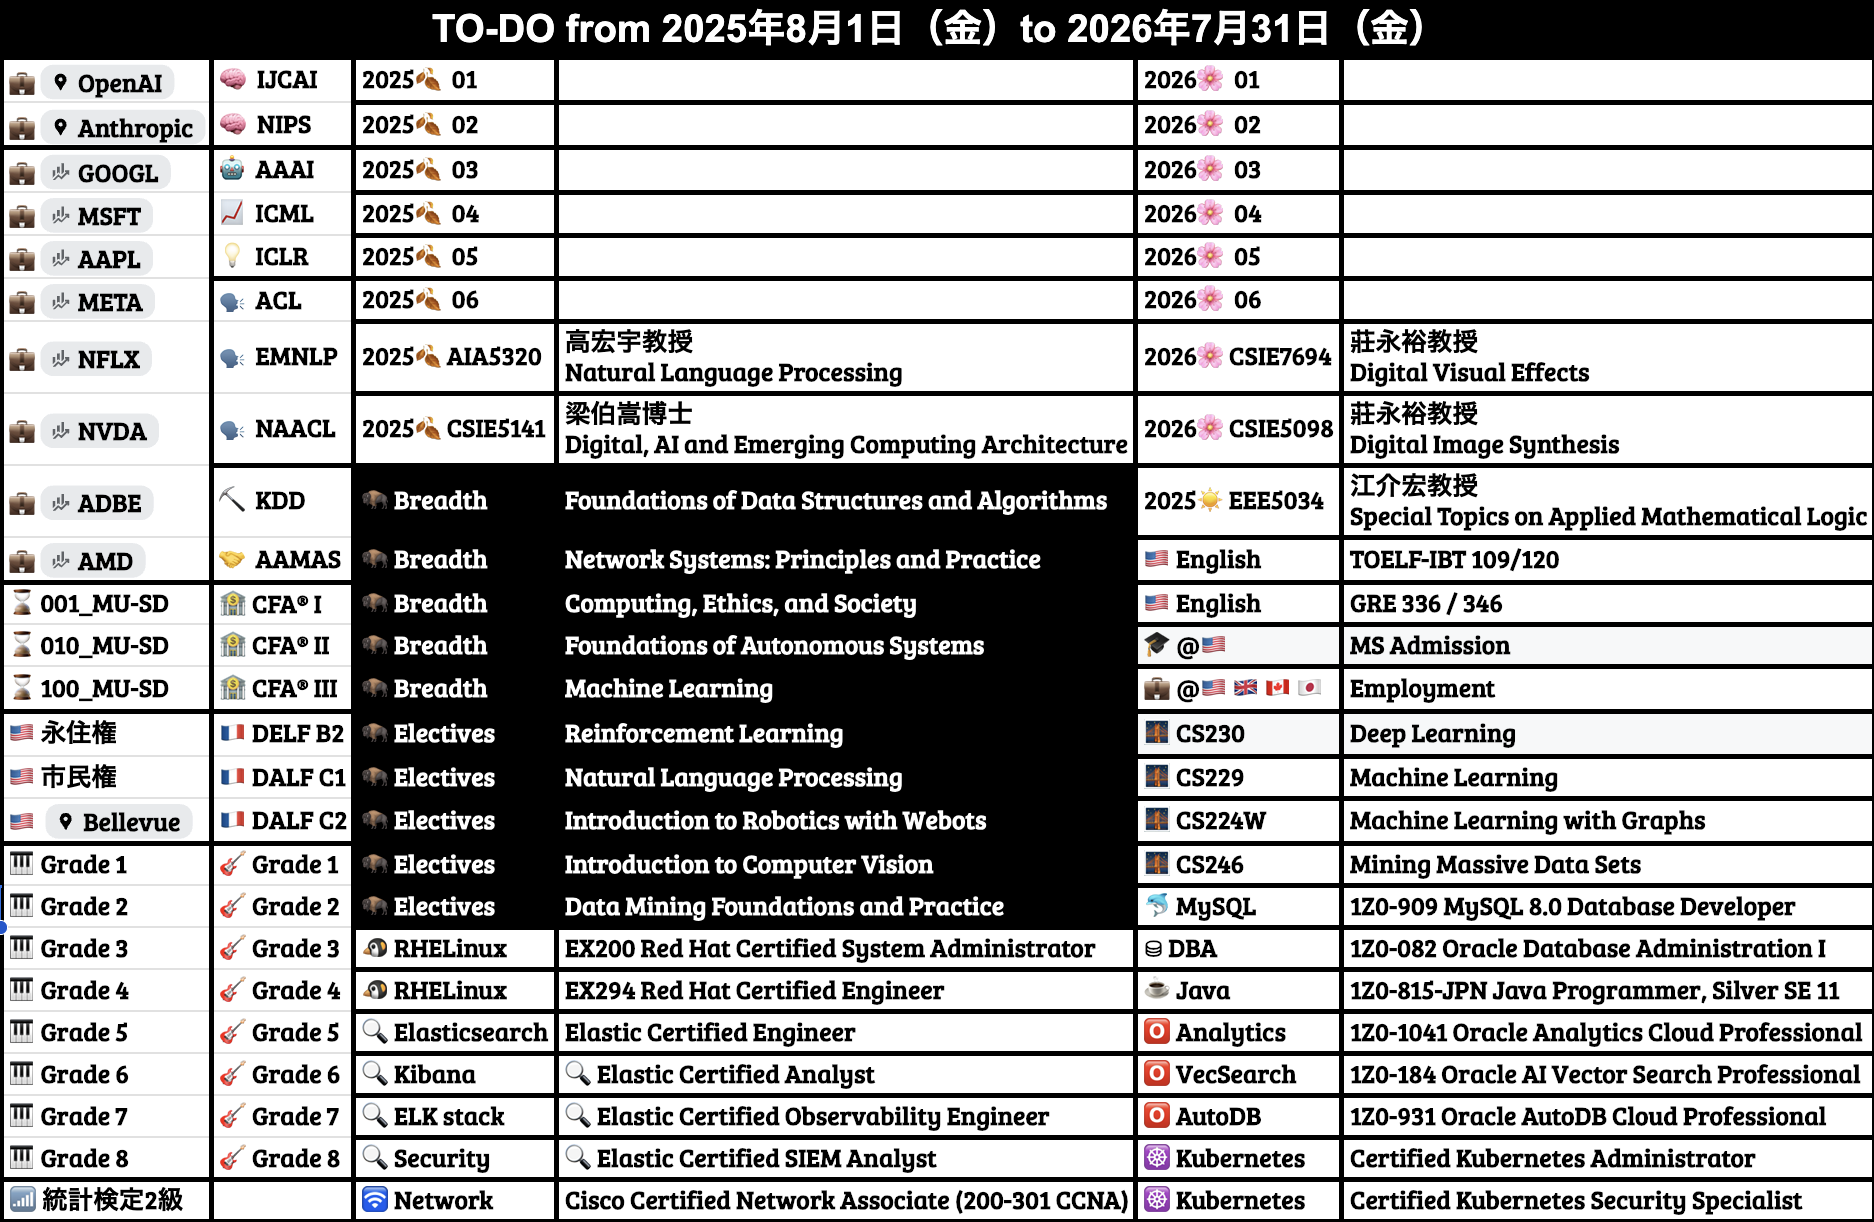 TO-DO from 2025年8月1日（金）to 2026年7月31日（金）
OpenAI IJCAI 2025 01 2026 01
Anthropic NIPS 2025 02 2026 02
GOOGL AAAI 2025 03 2026 03
MSFT ICML 2025 04 2026 04
AAPL ICLR 2025 05 2026 05
META ACL 2025 06 2026 06
NFLX EMNLP 2025 AIA5320 高宏宇教授
Natural Language Processing
2026 CSIE7694 莊永裕教授
Digital Visual Effects
NVDA NAACL 2025 CSIE5141 梁伯嵩博士
Digital, AI and Emerging Computing Architecture
2026 CSIE5098 莊永裕教授
Digital Image Synthesis
ADBE KDD Breadth Foundations of Data Structures and Algorithms
2025 EEE5034 江介宏教授
Special Topics on Applied Mathematical Logic
AMD AAMAS Breadth Network Systems: Principles and Practice English TOELF-IBT 109/120
001_MU-SD CFA® I Breadth Computing, Ethics, and Society English GRE 336 / 346
010_MU-SD CFA® II Breadth Foundations of Autonomous Systems @ MS Admission
100_MU-SD CFA® III Breadth Machine Learning @ Employment
永住権 DELF B2 Electives Reinforcement Learning CS230 Deep Learning
市民権 DALF C1 Electives Natural Language Processing CS229 Machine Learning
Bellevue DALF C2 Electives Introduction to Robotics with Webots CS224W Machine Learning with Graphs
Grade 1 Grade 1 Electives Introduction to Computer Vision CS246 Mining Massive Data Sets
Grade 2 Grade 2 Electives Data Mining Foundations and Practice MySQL 1Z0-909 MySQL 8.0 Database Developer
Grade 3 Grade 3 RHELinux EX200 Red Hat Certified System Administrator DBA 1Z0-082 Oracle Database Administration I
Grade 4 Grade 4 RHELinux EX294 Red Hat Certified Engineer Java 1Z0-815-JPN Java Programmer, Silver SE 11
Grade 5 Grade 5 Elasticsearch Elastic Certified Engineer Analytics 1Z0-1041 Oracle Analytics Cloud Professional
Grade 6 Grade 6 Kibana Elastic Certified Analyst VecSearch 1Z0-184 Oracle AI Vector Search Professional
Grade 7 Grade 7 ELK stack Elastic Certified Observability Engineer AutoDB 1Z0-931 Oracle AutoDB Cloud Professional
Grade 8 Grade 8 Security Elastic Certified SIEM Analyst Kubernetes Certified Kubernetes Administrator
統計検定2級 Network Cisco Certified Network Associate (200-301 CCNA) Kubernetes Certified Kubernetes Security Specialist